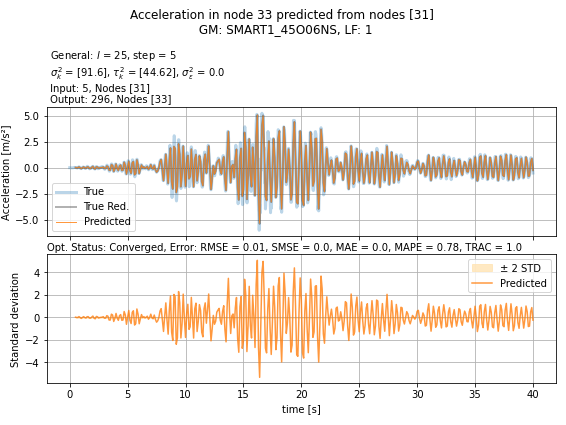 Acceleration in node 33 predicted from nodes [31]
GM: SMART1_45O06NS, LF: 1
General: l = 25, step = 5
σ²ₖ = [91.6], τ²ₖ = [44.62], σ²ε = 0.0
Input: 5, Nodes [31]
Output: 296, Nodes [33]
Acceleration [m/s²]
5.0
2.5
0.0
−2.5
−5.0
True
True Red.
Predicted
Opt. Status: Converged, Error: RMSE = 0.01, SMSE = 0.0, MAE = 0.0, MAPE = 0.78, TRAC = 1.0
Standard deviation
4
2
0
−2
−4
± 2 STD
Predicted
0 5 10 15 20 25 30 35 40
time [s]